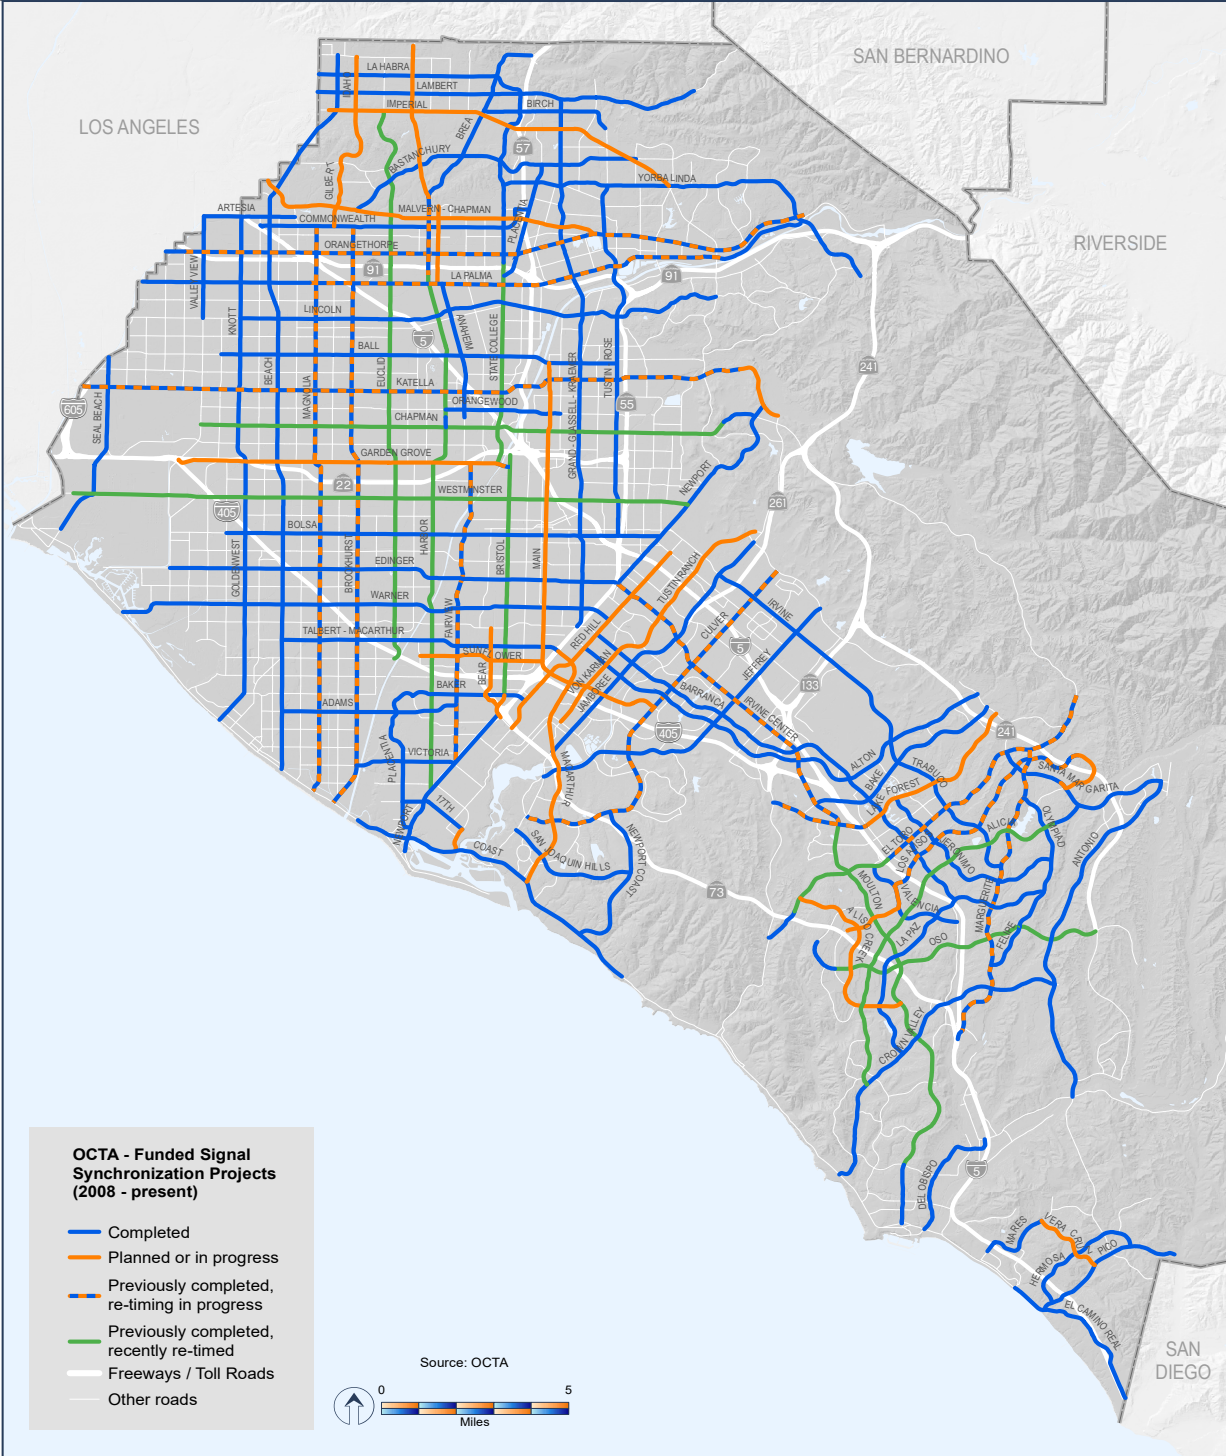 SAN BERNARDINO
LOS ANGELES
RIVERSIDE
SAN
DIEGO
LA HABRA
IDAHO
LAMBERT
IMPERIAL
BIRCH
BREA
57
BASTANCHURY
GILBERT
YORBA LINDA
ARTESIA
MALVERN - CHAPMAN
COMMONWEALTH
PLACENTIA
ORANGETHORPE
91
LA PALMA
91
VALLEY VIEW
LINCOLN
KNOTT
ANAHEIM
STATE COLLEGE
5
BALL
BEACH
EUCLID
KATELLA
GRAND - GLASSELL - KRAEMER
TUSTIN - ROSE
241
MAGNOLIA
ORANGEWOOD
55
605
SEAL BEACH
CHAPMAN
GARDEN GROVE
22
WESTMINSTER
NEWPORT
261
405
BOLSA
HARBOR
GOLDENWEST
BROOKHURST
EDINGER
BRISTOL
MAIN
WARNER
TUSTIN RANCH
IRVINE
FAIRVIEW
TALBERT - MACARTHUR
RED HILL
CULVER
SUNFLOWER
BEAR
VON KARMAN
5
JEFFREY
BAKER
JAMBOREE
133
ADAMS
BARRANCA
IRVINE CENTER
405
241
PLACENTIA
VICTORIA
MACARTHUR
ALTON
BAKE
TRABUCO
SANTA MARGARITA
LAKE FOREST
NEWPORT
17TH
COAST
SAN JOAQUIN HILLS
NEWPORT COAST
EL TORO
LOS ALISOS
JERONIMO
ALICIA
OLYMPIAD
ANTONIO
73
MOULTON
VALENCIA
MARGUERITE
ALISO CREEK
LA PAZ
OSO
FELIPE
CROWN VALLEY
DEL OBISPO
5
MARES
VERA CRUZ
PICO
HERMOSA
EL CAMINO REAL
OCTA - Funded Signal
Synchronization Projects
(2008 - present)
Completed
Planned or in progress
Previously completed,
re-timing in progress
Previously completed,
recently re-timed
Freeways / Toll Roads
Other roads
Source: OCTA
0 5
Miles